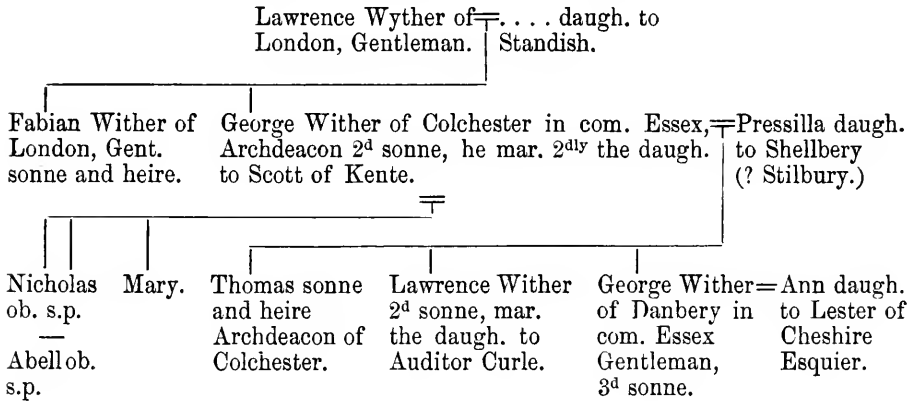 Lawrence Wyther of . . . . daugh. to
London, Gentleman. Standish.
Fabian Wither of
London, Gent.
sonne and heire.
George Wither of Colchester in com. Essex,
Archdeacon 2d sonne, he mar. 2dly the daugh.
to Scott of Kente.
Pressilla daugh.
to Shellbery
(? Stilbury.)
Nicholas
ob. s.p.
—
Abell ob.
s.p.
Mary.
Thomas sonne
and heire
Archdeacon of
Colchester.
Lawrence Wither
2d sonne, mar.
the daugh. to
Auditor Curle.
George Wither=
of Danbery in
com. Essex
Gentleman,
3d sonne.
Ann daugh.
to Lester of
Cheshire
Esquier.